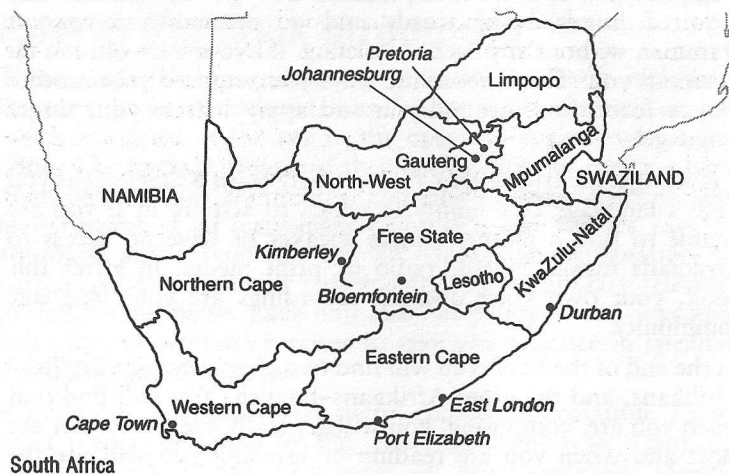 Pretoria
Johannesburg
Limpopo
Gauteng
Mpumalanga
NAMIBIA
North-West
SWAZILAND
Free State
Kimberley
KwaZulu-Natal
Northern Cape
Lesotho
Bloemfontein
Durban
Eastern Cape
Western Cape
East London
Cape Town
Port Elizabeth
South Africa